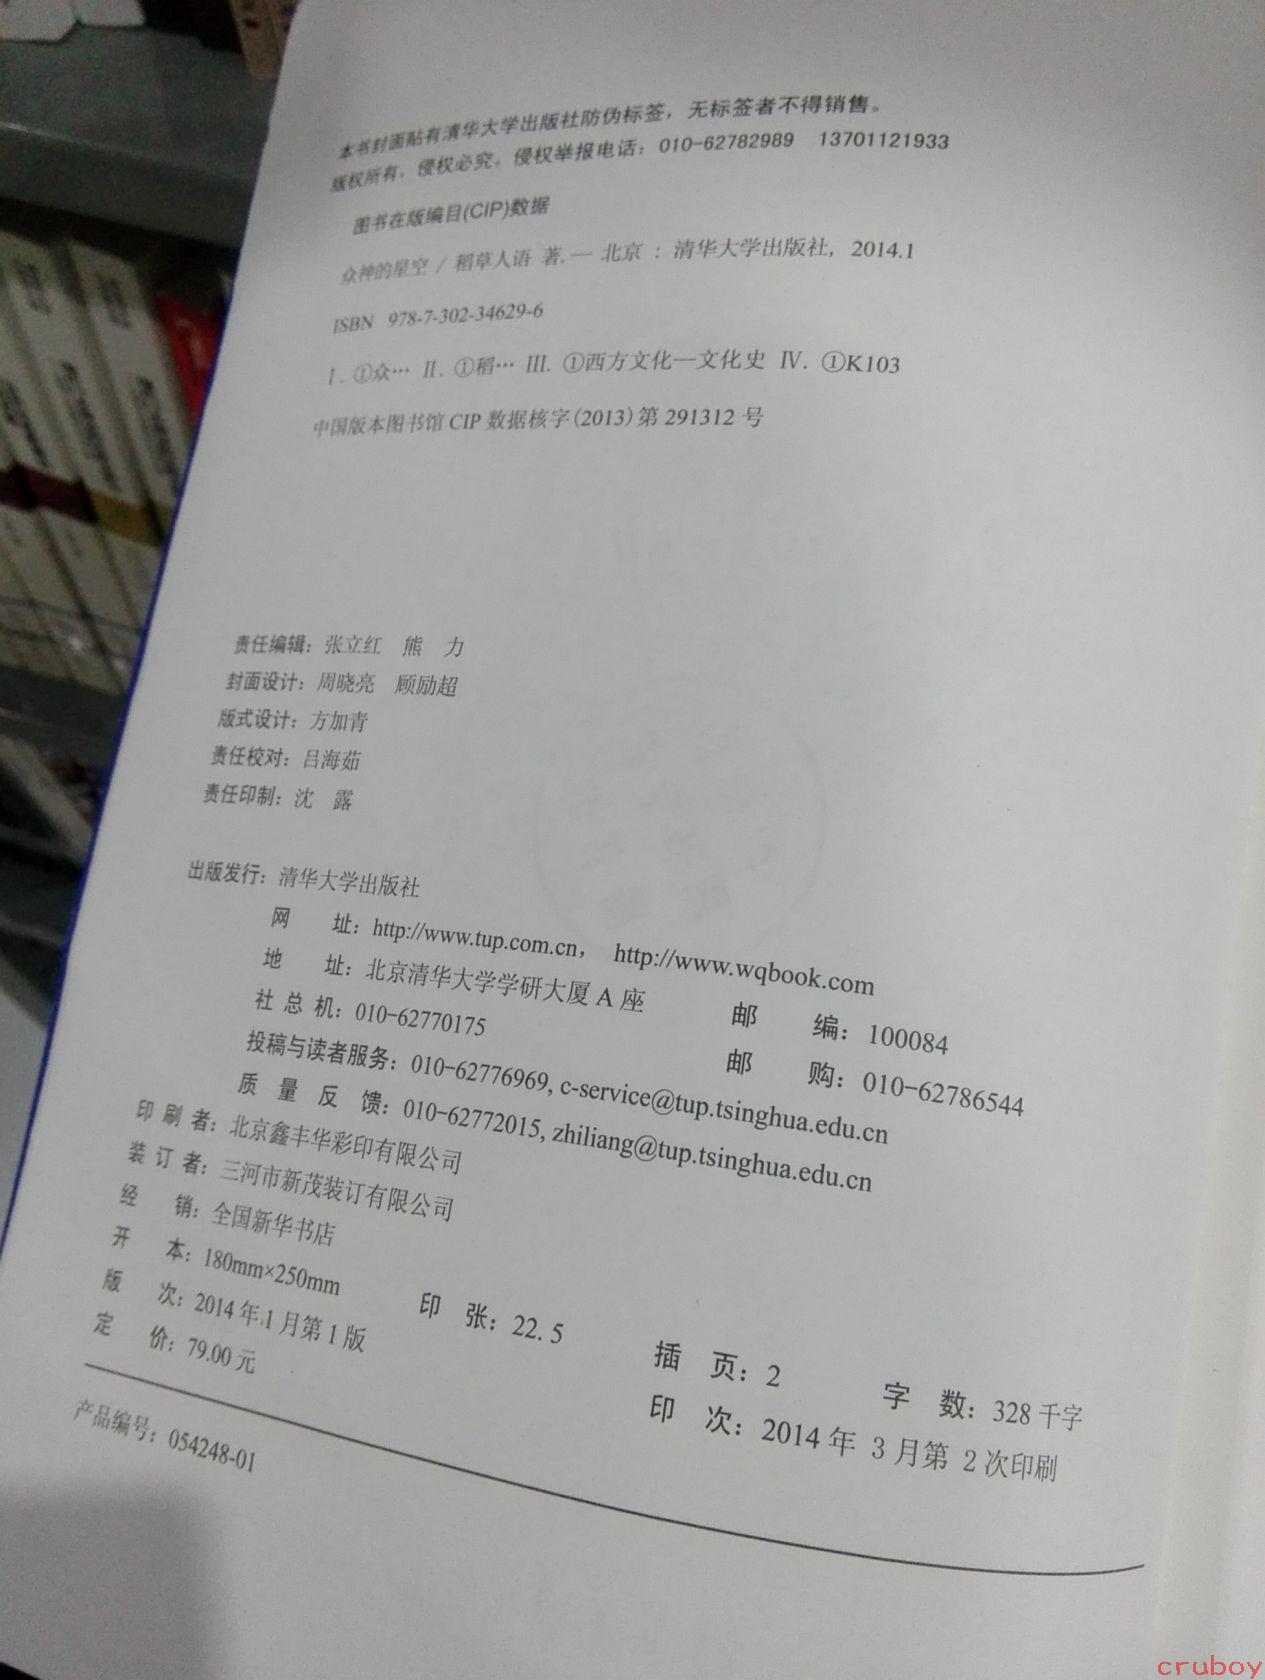 本书封面贴有清华大学出版社防伪标签，无标签者不得销售。
版权所有，侵权必究。侵权举报电话：010-62782989 13701121933
图书在版编目(CIP)数据
众神的星空 / 稻草人语 著. — 北京 : 清华大学出版社, 2014.1
ISBN 978-7-302-34629-6
Ⅰ. ①众… Ⅱ. ①稻… Ⅲ. ①西方文化—文化史 Ⅳ. ①K103
中国版本图书馆 CIP 数据核字(2013)第 291312 号
责任编辑：张立红 熊 力
封面设计：周晓亮 顾励超
版式设计：方加青
责任校对：吕海茹
责任印制：沈 露
出版发行：清华大学出版社
网 址：http://www.tup.com.cn， http://www.wqbook.com
地 址：北京清华大学学研大厦 A 座 邮 编：100084
社 总 机：010-62770175 邮 购：010-62786544
投稿与读者服务：010-62776969, c-service@tup.tsinghua.edu.cn
质 量 反 馈：010-62772015, zhiliang@tup.tsinghua.edu.cn
印 刷 者：北京鑫丰华彩印有限公司
装 订 者：三河市新茂装订有限公司
经 销：全国新华书店
开 本：180mm×250mm 印 张：22.5 插 页：2 字 数：328 千字
版 次：2014 年 1 月第 1 版 印 次：2014 年 3 月第 2 次印刷
定 价：79.00 元
产品编号：054248-01
cruboy